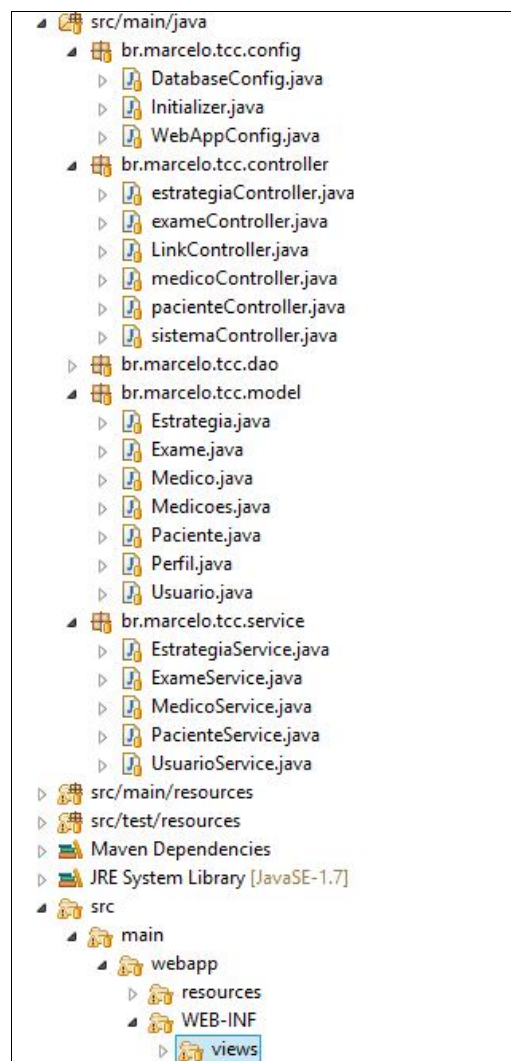 src/main/java
br.marcelo.tcc.config
DatabaseConfig.java
Initializer.java
WebAppConfig.java
br.marcelo.tcc.controller
estrategiaController.java
exameController.java
LinkController.java
medicoController.java
pacienteController.java
sistemaController.java
br.marcelo.tcc.dao
br.marcelo.tcc.model
Estrategia.java
Exame.java
Medico.java
Medicoes.java
Paciente.java
Perfil.java
Usuario.java
br.marcelo.tcc.service
EstrategiaService.java
ExameService.java
MedicoService.java
PacienteService.java
UsuarioService.java
src/main/resources
src/test/resources
Maven Dependencies
JRE System Library [JavaSE-1.7]
src
main
webapp
resources
WEB-INF
views